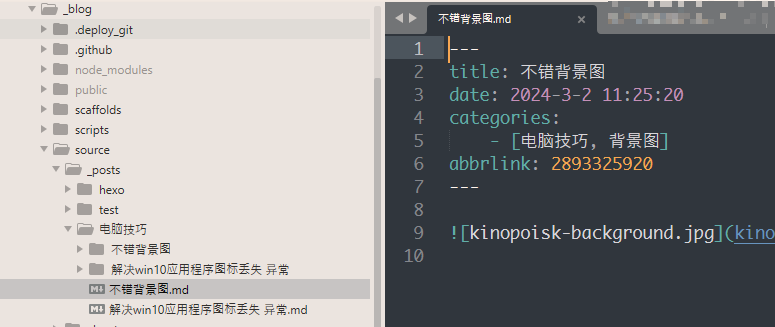 _blog
.deploy_git
.github
node_modules
public
scaffolds
scripts
source
_posts
hexo
test
电脑技巧
不错背景图
解决win10应用程序图标丢失 异常
不错背景图.md
解决win10应用程序图标丢失 异常.md
不错背景图.md ×
1 ---
2 title: 不错背景图
3 date: 2024-3-2 11:25:20
4 categories:
5 - [电脑技巧, 背景图]
6 abbrlink: 2893325920
7 ---
8
9 ![kinopoisk-background.jpg](kino
10